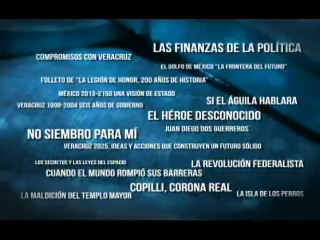 LAS FINANZAS DE LA POLÍTICA
COMPROMISOS CON VERACRUZ
EL GOLFO DE MÉXICO "LA FRONTERA DEL FUTURO"
FOLLETO DE "LA LEGIÓN DE HONOR, 200 AÑOS DE HISTORIA"
MÉXICO 2013-2150 UNA VISIÓN DE ESTADO
SI EL ÁGUILA HABLARA
VERACRUZ 1998-2004 SEIS AÑOS DE GOBIERNO
EL HÉROE DESCONOCIDO
NO SIEMBRO PARA MÍ
JUAN DIEGO DOS GUERREROS
VERACRUZ 2025, IDEAS Y ACCIONES QUE CONSTRUYEN UN FUTURO SÓLIDO
LOS SECRETOS Y LAS LEYES DEL ESPACIO
LA REVOLUCIÓN FEDERALISTA
CUANDO EL MUNDO ROMPIÓ SUS BARRERAS
COPILLI, CORONA REAL
LA MALDICIÓN DEL TEMPLO MAYOR
LA ISLA DE LOS PERROS